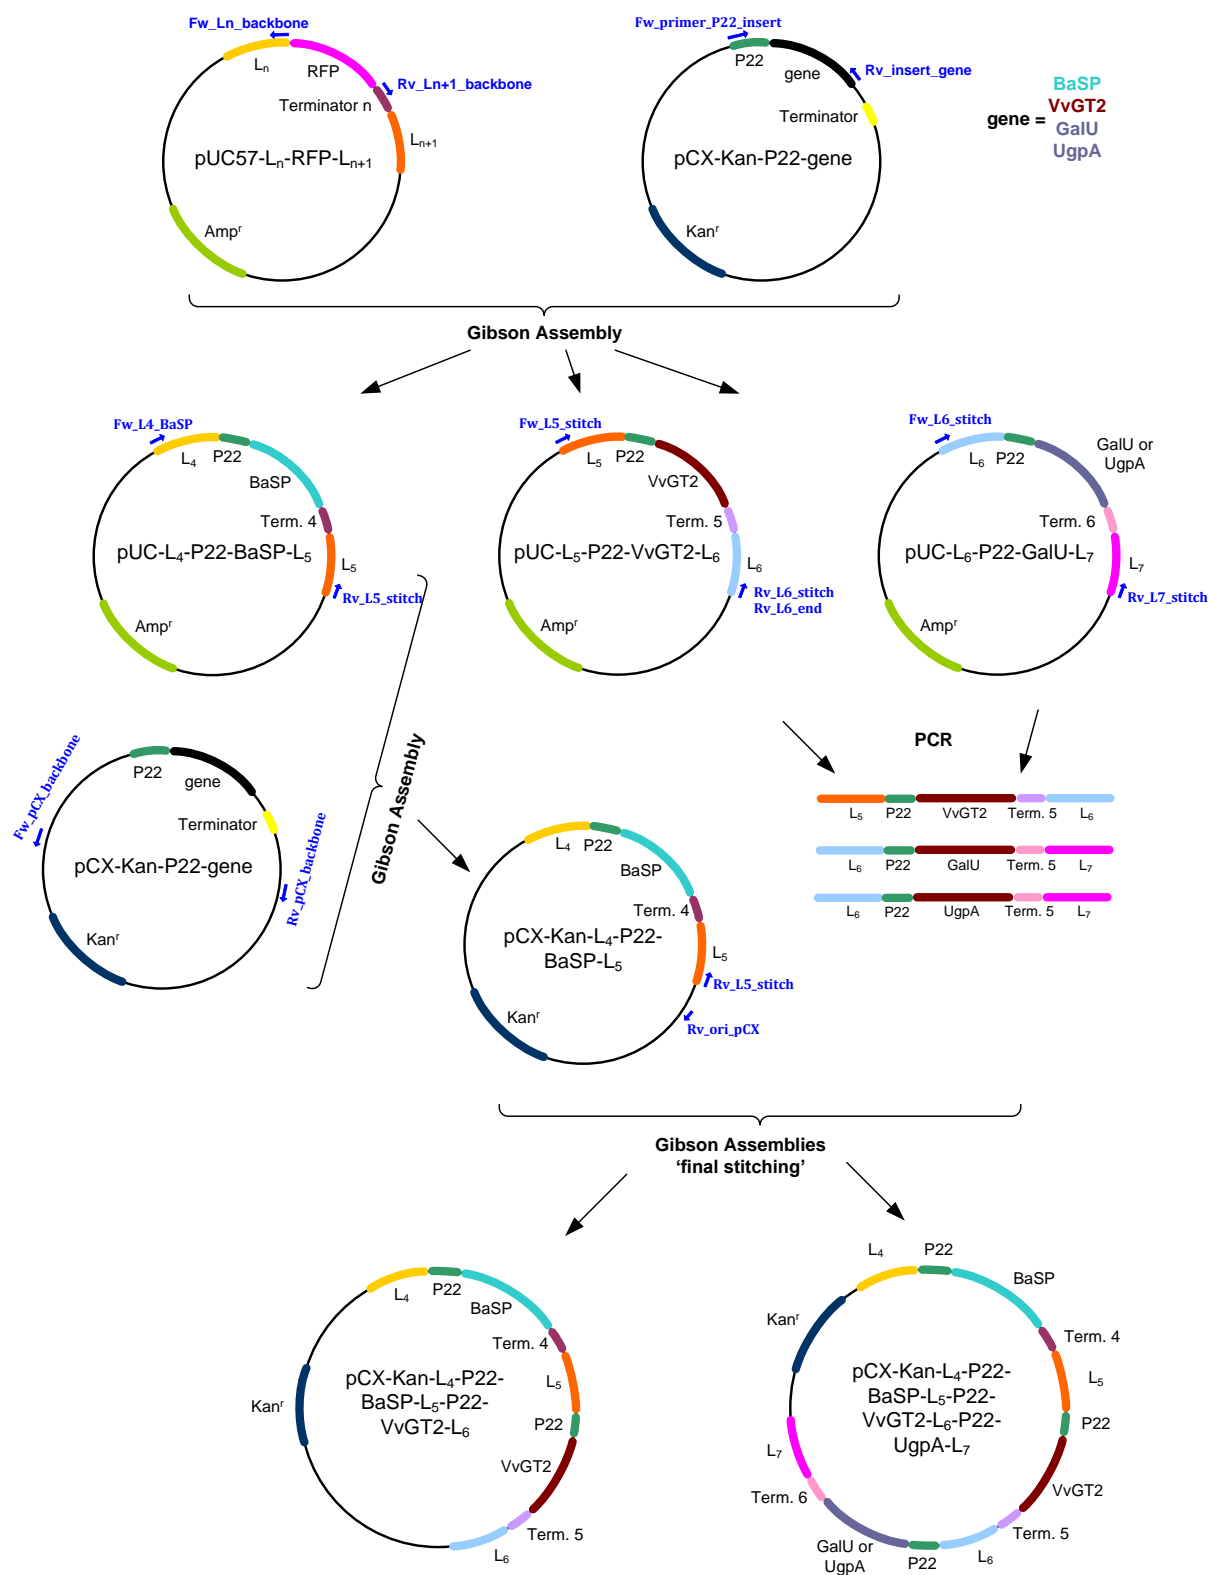 Fw_Ln_backbone
Lₙ
RFP
Rv_Ln+1_backbone
Terminator n
Lₙ₊₁
pUC57-Lₙ-RFP-Lₙ₊₁
Ampʳ
Fw_primer_P22_insert
P22
gene
Rv_insert_gene
Terminator
pCX-Kan-P22-gene
Kanʳ
gene =
BaSP
VvGT2
GalU
UgpA
Gibson Assembly
Fw_L4_BaSP
L₄
P22
BaSP
Term. 4
pUC-L₄-P22-BaSP-L₅
L₅
Rv_L5_stitch
Ampʳ
Fw_L5_stitch
L₅
P22
VvGT2
Term. 5
pUC-L₅-P22-VvGT2-L₆
L₆
Rv_L6_stitch
Rv_L6_end
Ampʳ
Fw_L6_stitch
L₆
P22
GalU or
UgpA
Term. 6
pUC-L₆-P22-GalU-L₇
L₇
Rv_L7_stitch
Ampʳ
Fw_pCX_backbone
P22
gene
Terminator
pCX-Kan-P22-gene
Rv_pCX_backbone
Kanʳ
Gibson Assembly
PCR
L₅ P22 VvGT2 Term. 5 L₆
L₆ P22 GalU Term. 5 L₇
L₆ P22 UgpA Term. 5 L₇
L₄
P22
BaSP
Term. 4
pCX-Kan-L₄-P22-
BaSP-L₅
L₅
Rv_L5_stitch
Rv_ori_pCX
Kanʳ
Gibson Assemblies
‘final stitching’
L₄
P22
BaSP
Term. 4
pCX-Kan-L₄-P22-
BaSP-L₅-P22-
VvGT2-L₆
L₅
P22
Kanʳ
VvGT2
Term. 5
L₆
L₄
P22
BaSP
Kanʳ
Term. 4
pCX-Kan-L₄-P22-
BaSP-L₅-P22-
VvGT2-L₆-P22-
UgpA-L₇
L₅
P22
L₇
VvGT2
Term. 6
Term. 5
GalU or
UgpA
P22
L₆